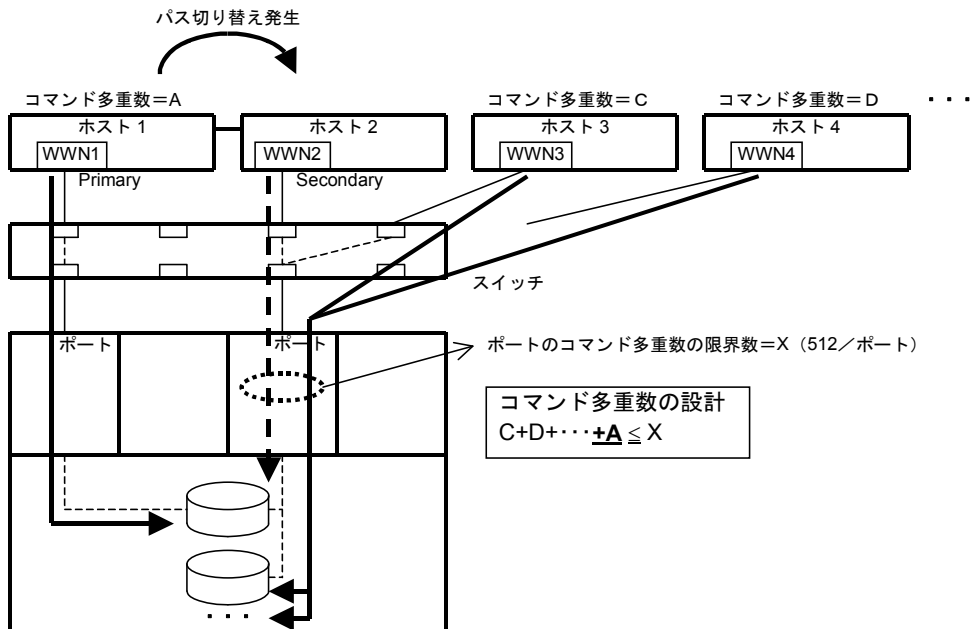 パス切り替え発生
コマンド多重数＝A
コマンド多重数＝C
コマンド多重数＝D
・・・
ホスト 1
ホスト 2
ホスト 3
ホスト 4
WWN1
WWN2
WWN3
WWN4
Primary
Secondary
スイッチ
ポート
ポート
ポートのコマンド多重数の限界数＝X（512／ポート）
コマンド多重数の設計
C+D+・・・+A ≦ X
・・・